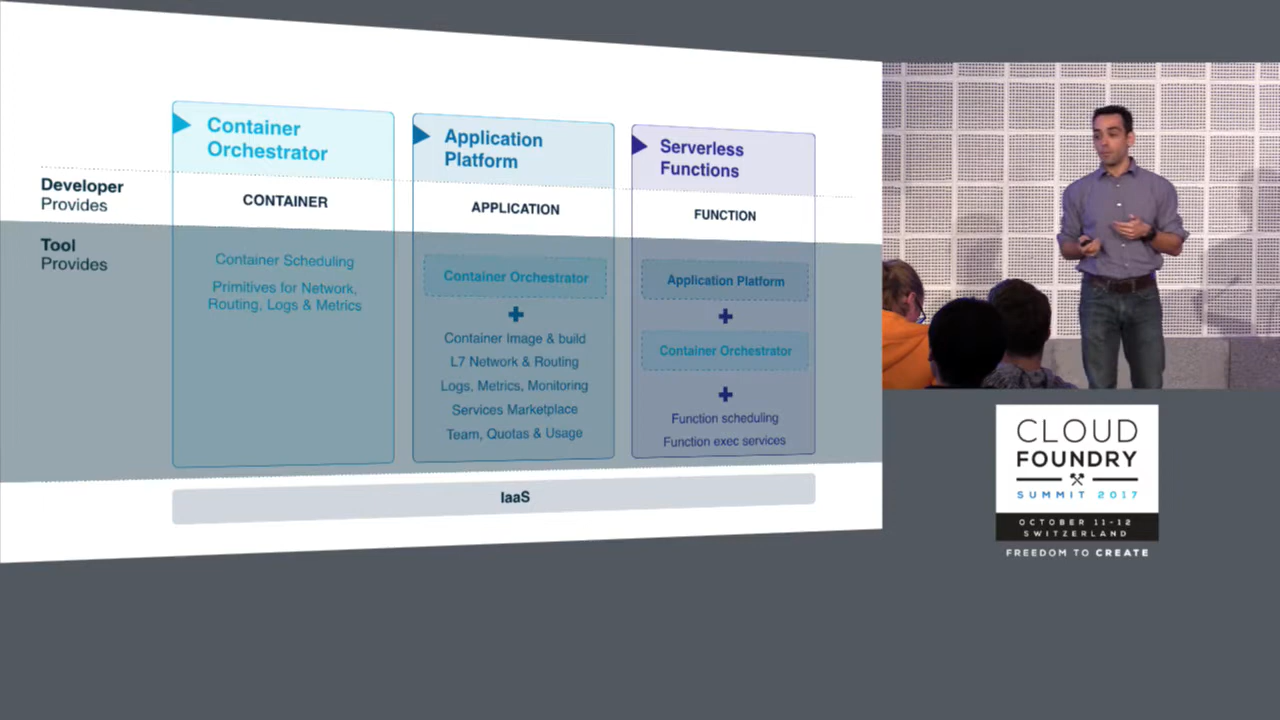 Container
Orchestrator
Application
Platform
Serverless
Functions
Developer
Provides
CONTAINER
APPLICATION
FUNCTION
Tool
Provides
Container Scheduling
Primitives for Network,
Routing, Logs & Metrics
Container Orchestrator
Container Image & build
L7 Network & Routing
Logs, Metrics, Monitoring
Services Marketplace
Team, Quotas & Usage
Application Platform
Container Orchestrator
Function scheduling
Function exec services
IaaS
CLOUD
FOUNDRY
SUMMIT 2017
OCTOBER 11-12
SWITZERLAND
FREEDOM TO CREATE